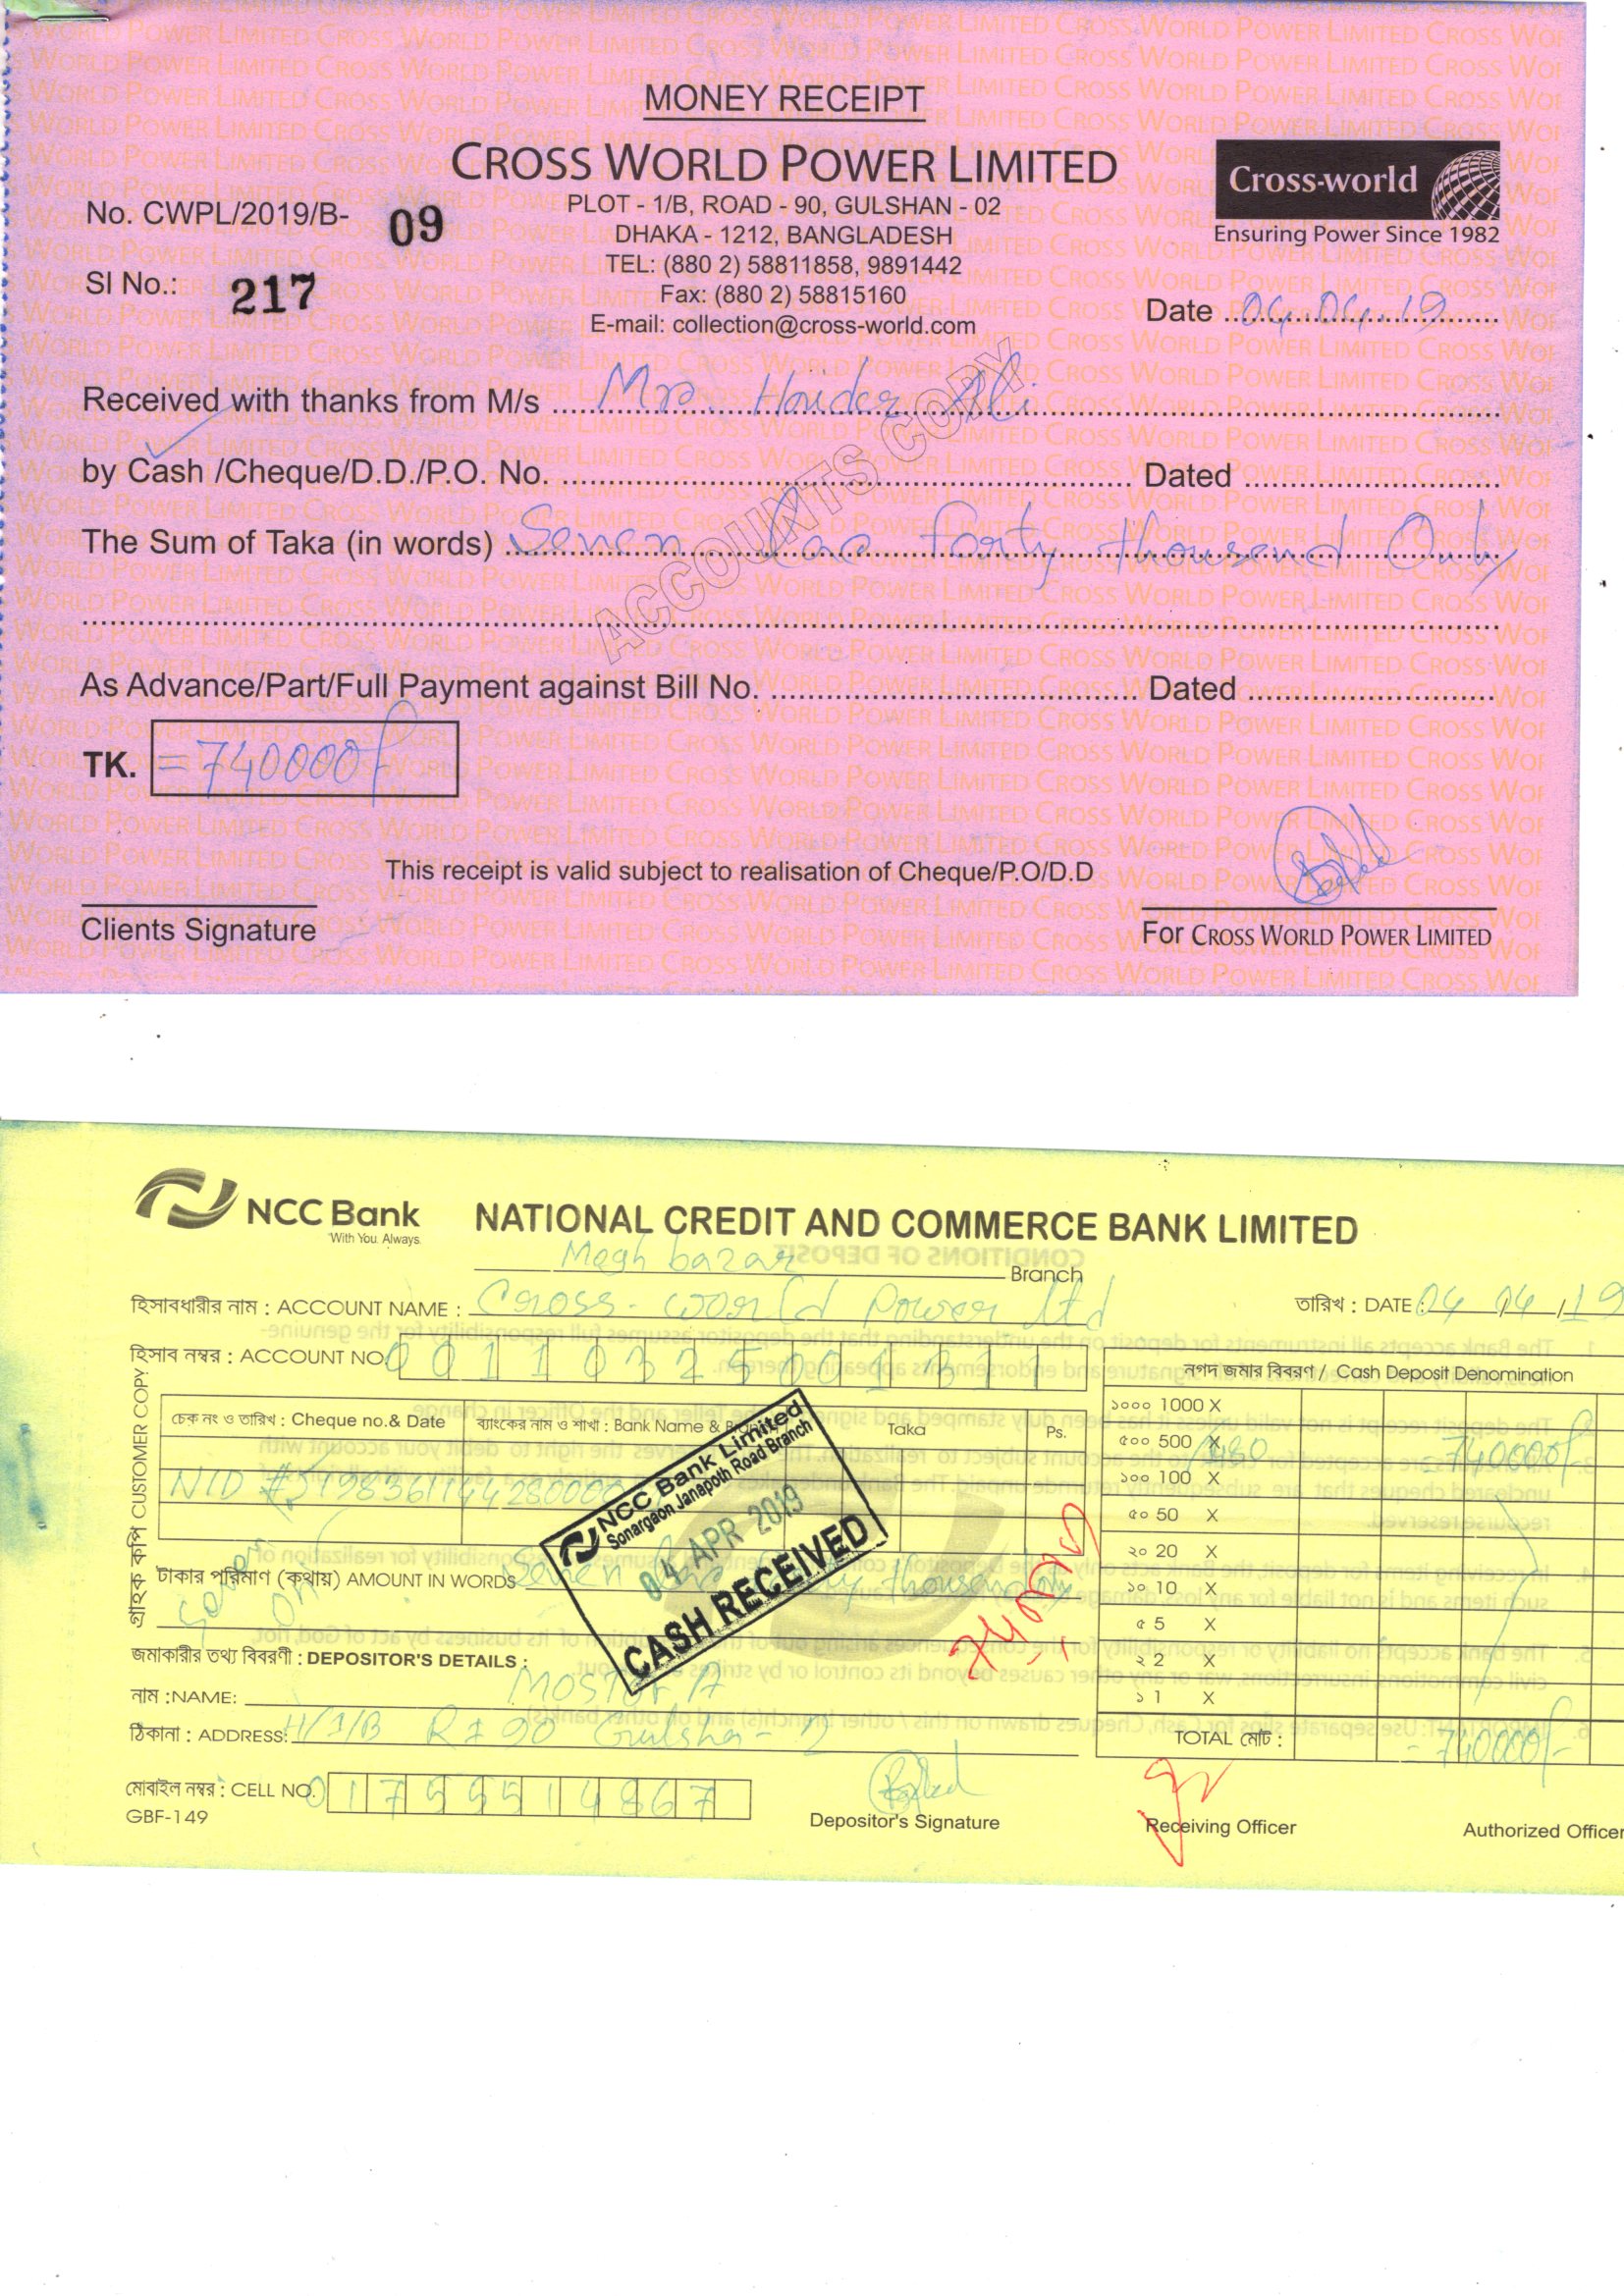 MONEY RECEIPT
CROSS WORLD POWER LIMITED
PLOT - 1/B, ROAD - 90, GULSHAN - 02
DHAKA - 1212, BANGLADESH
TEL: (880 2) 58811858, 9891442
Fax: (880 2) 58815160
E-mail: collection@cross-world.com
Cross-world
Ensuring Power Since 1982
No. CWPL/2019/B- 09
Sl No.: 217
Date 04.04.19
Received with thanks from M/s Mrs. Haider Ali
by Cash /Cheque/D.D./P.O. No. Dated
The Sum of Taka (in words) Seven Lac forty thousend Only
ACCOUNTS COPY
As Advance/Part/Full Payment against Bill No. Dated
TK. =740000/-
This receipt is valid subject to realisation of Cheque/P.O/D.D
Clients Signature
For CROSS WORLD POWER LIMITED
NCC Bank
With You. Always.
NATIONAL CREDIT AND COMMERCE BANK LIMITED
Mogh bazar Branch
হিসাবধারীর নাম : ACCOUNT NAME : Cross-world Power Ltd
তারিখ : DATE : 04/04/19
হিসাব নম্বর : ACCOUNT NO.
নগদ জমার বিবরণ / Cash Deposit Denomination
গ্রাহক কপি CUSTOMER COPY
চেক নং ও তারিখ : Cheque no.& Date ব্যাংকের নাম ও শাখা : Bank Name & Taka Ps.
১০০০ 1000 X
৫০০ 500 X 1480 740000/-
১০০ 100 X
৫০ 50 X
২০ 20 X
১০ 10 X
৫ 5 X
২ 2 X
১ 1 X
TOTAL মোট : 740000/-
NID #
NCC Bank Limited
Sonargaon Janapoth Road Branch
04 APR 2019
CASH RECEIVED
টাকার পরিমাণ (কথায়) AMOUNT IN WORDS Seven thousend
জমাকারীর তথ্য বিবরণী : DEPOSITOR'S DETAILS :
নাম :NAME: MOSTOFA
ঠিকানা : ADDRESS: H/1/B R# 90 Gulshan-2
মোবাইল নম্বর : CELL NO. 01755514867
GBF-149
Depositor's Signature
Receiving Officer
Authorized Officer